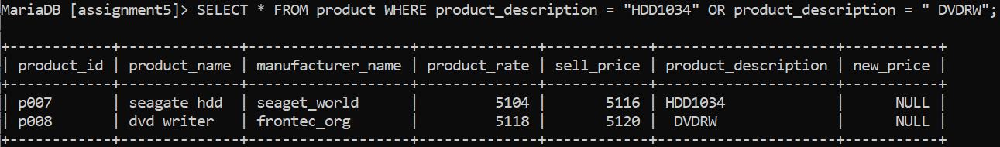 MariaDB [assignment5]> SELECT * FROM product WHERE product_description = "HDD1034" OR product_description = " DVDRW";
+------------+--------------+-------------------+--------------+------------+---------------------+-----------+
| product_id | product_name | manufacturer_name | product_rate | sell_price | product_description | new_price |
+------------+--------------+-------------------+--------------+------------+---------------------+-----------+
| p007       | seagate hdd  | seaget_world      |         5104 |       5116 | HDD1034             |      NULL |
| p008       | dvd writer   | frontec_org       |         5118 |       5120 |  DVDRW              |      NULL |
+------------+--------------+-------------------+--------------+------------+---------------------+-----------+